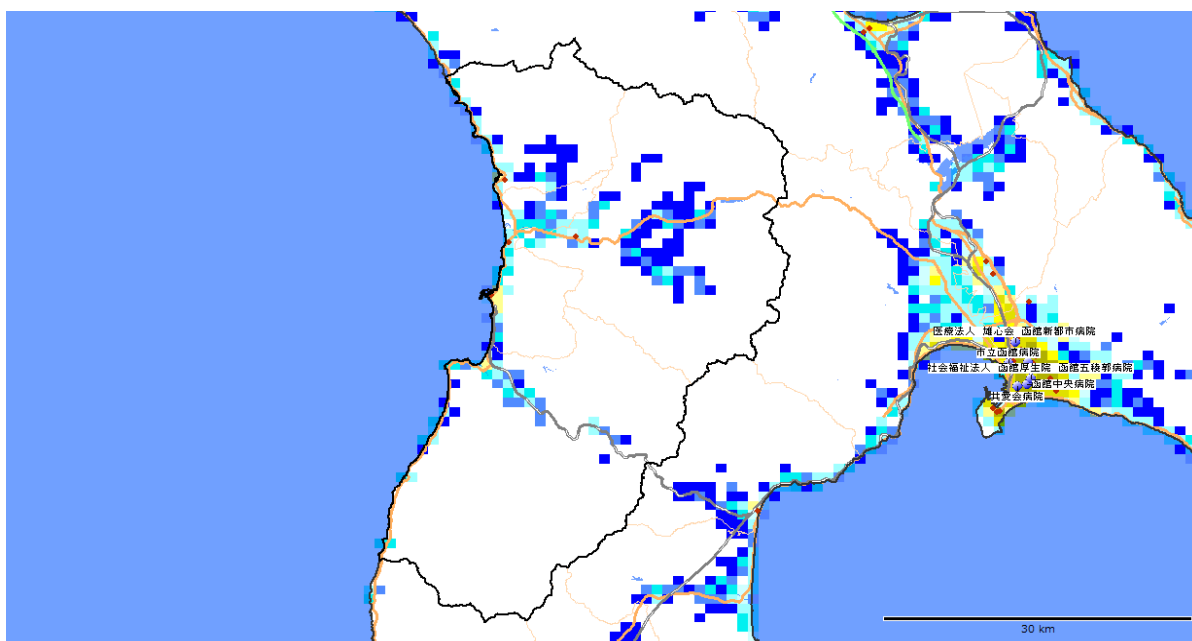 医療法人 雄心会 函館新都市病院
市立函館病院
社会福祉法人 函館厚生院 函館五稜郭病院
函館中央病院
共愛会病院
30 km